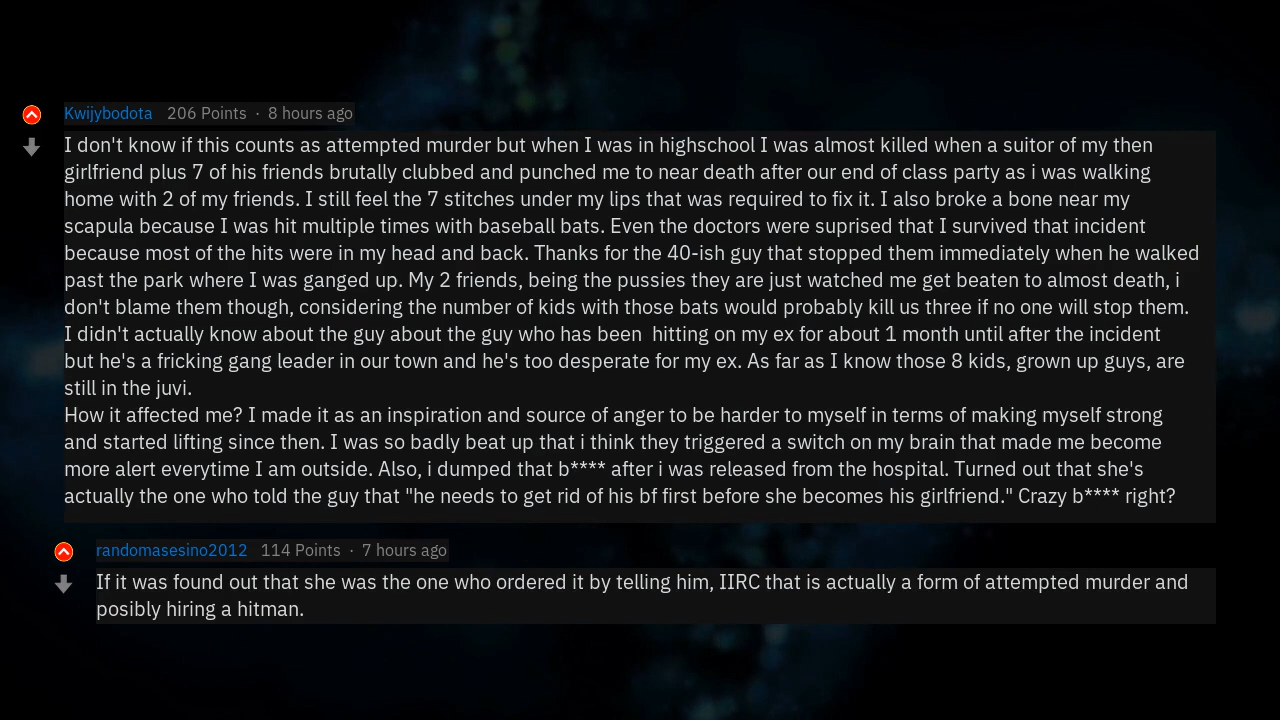 Kwijybodota 206 Points · 8 hours ago
I don't know if this counts as attempted murder but when I was in highschool I was almost killed when a suitor of my then
girlfriend plus 7 of his friends brutally clubbed and punched me to near death after our end of class party as i was walking
home with 2 of my friends. I still feel the 7 stitches under my lips that was required to fix it. I also broke a bone near my
scapula because I was hit multiple times with baseball bats. Even the doctors were suprised that I survived that incident
because most of the hits were in my head and back. Thanks for the 40-ish guy that stopped them immediately when he walked
past the park where I was ganged up. My 2 friends, being the pussies they are just watched me get beaten to almost death, i
don't blame them though, considering the number of kids with those bats would probably kill us three if no one will stop them.
I didn't actually know about the guy about the guy who has been  hitting on my ex for about 1 month until after the incident
but he's a fricking gang leader in our town and he's too desperate for my ex. As far as I know those 8 kids, grown up guys, are
still in the juvi.
How it affected me? I made it as an inspiration and source of anger to be harder to myself in terms of making myself strong
and started lifting since then. I was so badly beat up that i think they triggered a switch on my brain that made me become
more alert everytime I am outside. Also, i dumped that b**** after i was released from the hospital. Turned out that she's
actually the one who told the guy that "he needs to get rid of his bf first before she becomes his girlfriend." Crazy b**** right?
randomasesino2012 114 Points · 7 hours ago
If it was found out that she was the one who ordered it by telling him, IIRC that is actually a form of attempted murder and
posibly hiring a hitman.